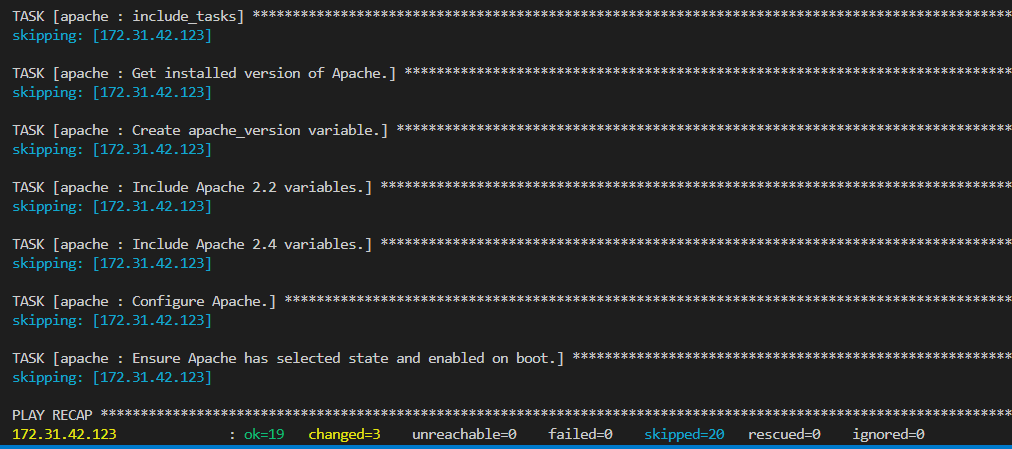 TASK [apache : include_tasks] ***********************************************************************************************
skipping: [172.31.42.123]
TASK [apache : Get installed version of Apache.] ****************************************************************************
skipping: [172.31.42.123]
TASK [apache : Create apache_version variable.] *****************************************************************************
skipping: [172.31.42.123]
TASK [apache : Include Apache 2.2 variables.] *******************************************************************************
skipping: [172.31.42.123]
TASK [apache : Include Apache 2.4 variables.] *******************************************************************************
skipping: [172.31.42.123]
TASK [apache : Configure Apache.] *******************************************************************************************
skipping: [172.31.42.123]
TASK [apache : Ensure Apache has selected state and enabled on boot.] *******************************************************
skipping: [172.31.42.123]
PLAY RECAP ******************************************************************************************************************
172.31.42.123              : ok=19   changed=3    unreachable=0    failed=0    skipped=20   rescued=0    ignored=0